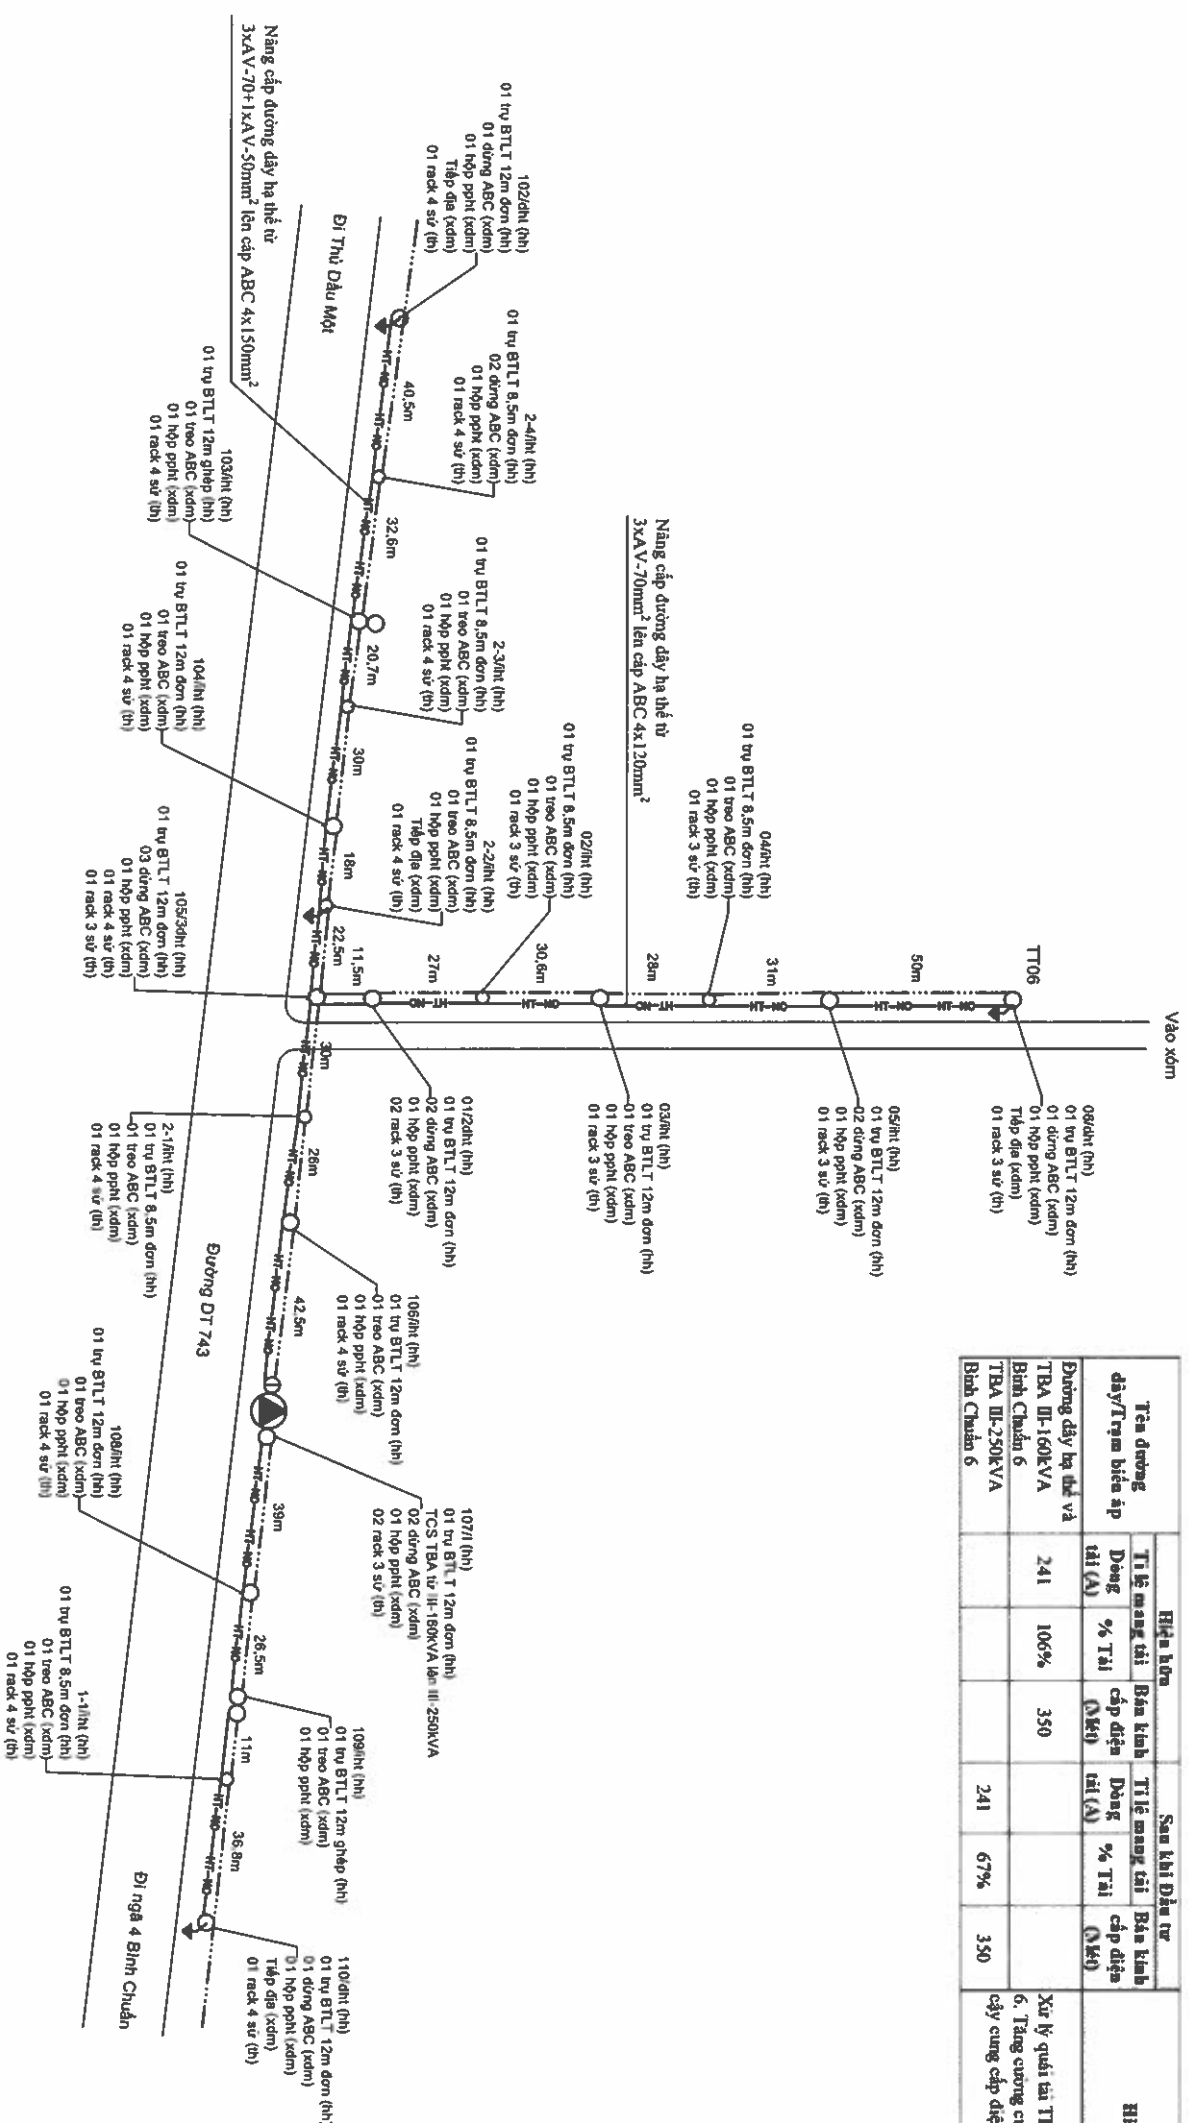 Nâng cấp đường dây hạ thế từ
3xAV-70+1xAV-50mm² lên cáp ABC 4x150mm²
Nâng cấp đường dây hạ thế từ
3xAV-70mm² lên cáp ABC 4x120mm²
Vào xóm
TT06
Đi Thủ Dầu Một
Đường DT 743
Đi ngã 4 Bình Chuẩn
102/dht (hh)
01 trụ BTLT 12m đơn (hh)
01 dừng ABC (xdm)
01 hộp ppht (xdm)
Tiếp địa (xdm)
01 rack 4 sứ (th)
2-4/iht (hh)
01 trụ BTLT 8,5m đơn (hh)
02 dừng ABC (xdm)
01 hộp ppht (xdm)
01 rack 4 sứ (th)
103/iht (hh)
01 trụ BTLT 12m ghép (hh)
01 treo ABC (xdm)
01 hộp ppht (xdm)
01 rack 4 sứ (th)
2-3/iht (hh)
01 trụ BTLT 8,5m đơn (hh)
01 treo ABC (xdm)
01 hộp ppht (xdm)
01 rack 4 sứ (th)
104/iht (hh)
01 trụ BTLT 12m đơn (hh)
01 treo ABC (xdm)
01 hộp ppht (xdm)
01 rack 4 sứ (th)
2-2/iht (hh)
01 trụ BTLT 8,5m đơn (hh)
01 treo ABC (xdm)
01 hộp ppht (xdm)
Tiếp địa (xdm)
01 rack 4 sứ (th)
105/3dht (hh)
01 trụ BTLT 12m đơn (hh)
03 dừng ABC (xdm)
01 hộp ppht (xdm)
01 rack 4 sứ (th)
01 rack 3 sứ (th)
02/iht (hh)
01 trụ BTLT 8,5m đơn (hh)
01 treo ABC (xdm)
01 hộp ppht (xdm)
01 rack 3 sứ (th)
04/iht (hh)
01 trụ BTLT 8,5m đơn (hh)
01 treo ABC (xdm)
01 hộp ppht (xdm)
01 rack 3 sứ (th)
06/dht (hh)
01 trụ BTLT 12m đơn (hh)
01 dừng ABC (xdm)
01 hộp ppht (xdm)
Tiếp địa (xdm)
01 rack 3 sứ (th)
05/iht (hh)
01 trụ BTLT 12m đơn (hh)
02 dừng ABC (xdm)
01 hộp ppht (xdm)
01 rack 3 sứ (th)
03/iht (hh)
01 trụ BTLT 12m đơn (hh)
01 treo ABC (xdm)
01 hộp ppht (xdm)
01 rack 3 sứ (th)
01/2dht (hh)
01 trụ BTLT 12m đơn (hh)
02 dừng ABC (xdm)
01 hộp ppht (xdm)
02 rack 3 sứ (th)
2-1/iht (hh)
01 trụ BTLT 8,5m đơn (hh)
01 treo ABC (xdm)
01 hộp ppht (xdm)
01 rack 4 sứ (th)
106/iht (hh)
01 trụ BTLT 12m đơn (hh)
01 treo ABC (xdm)
01 hộp ppht (xdm)
01 rack 4 sứ (th)
107/I (hh)
01 trụ BTLT 12m đơn (hh)
TCS TBA từ III-160kVA lên III-250kVA
02 dừng ABC (xdm)
01 hộp ppht (xdm)
02 rack 3 sứ (th)
108/iht (hh)
01 trụ BTLT 12m đơn (hh)
01 treo ABC (xdm)
01 hộp ppht (xdm)
01 rack 4 sứ (th)
109/iht (hh)
01 trụ BTLT 12m ghép (hh)
01 treo ABC (xdm)
01 hộp ppht (xdm)
1-1/iht (hh)
01 trụ BTLT 8,5m đơn (hh)
01 treo ABC (xdm)
01 hộp ppht (xdm)
01 rack 4 sứ (th)
110/dht (hh)
01 trụ BTLT 12m đơn (hh)
01 dừng ABC (xdm)
01 hộp ppht (xdm)
Tiếp địa (xdm)
01 rack 4 sứ (th)
40,5m
32,6m
20,7m
30m
18m
22,5m
11,5m
27m
30,6m
28m
31m
50m
30m
26m
42,5m
39m
26,5m
11m
36,8m
Tên đường
dây/Trạm biến áp
Hiện hữu
Sau khi Đầu tư
Tỉ lệ mang tải
Dòng tải (A)
% Tải
Bán kính cấp điện (Mét)
Tỉ lệ mang tải
Dòng tải (A)
% Tải
Bán kính cấp điện (Mét)
Đường dây hạ thế và
TBA III-160kVA
Bình Chuẩn 6
241 106% 350
TBA III-250kVA
Bình Chuẩn 6
241 67% 350
Xử lý quái tải
6. Tăng cường
cậy cung cấp